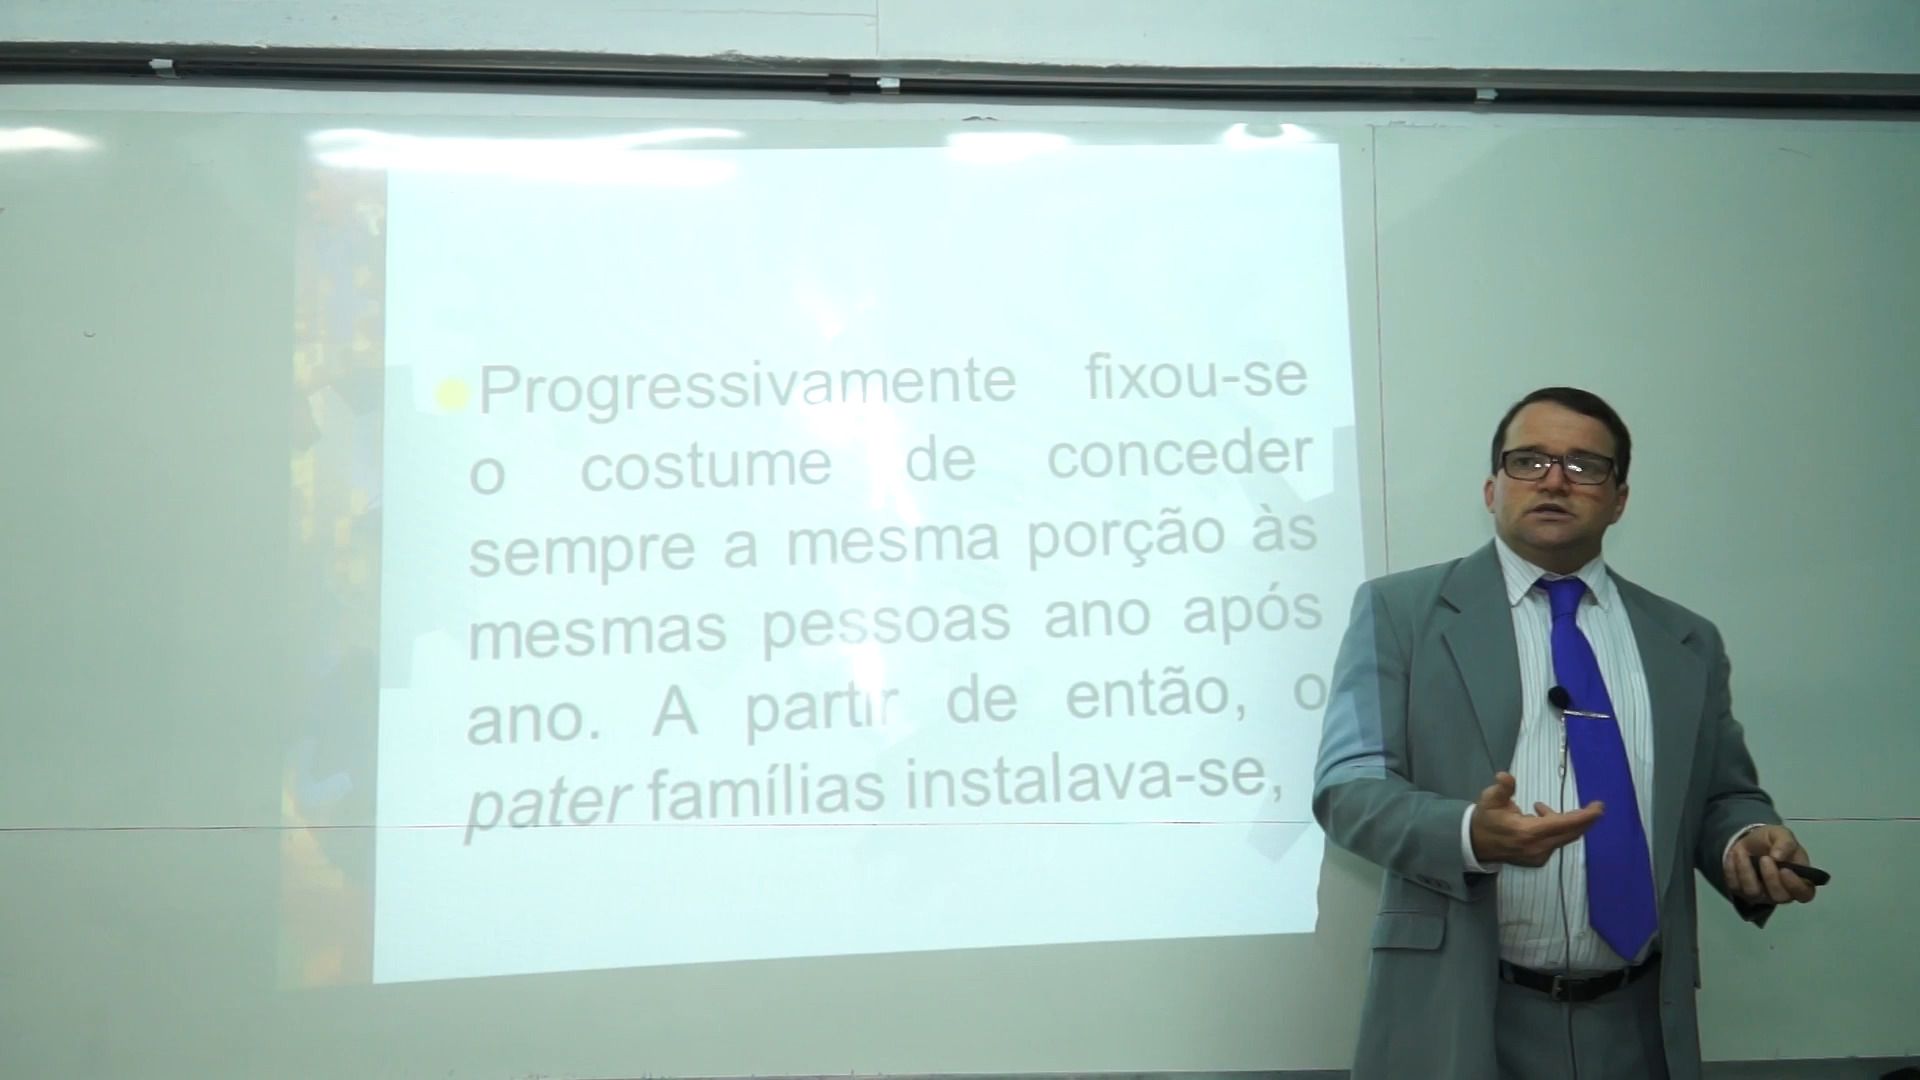 Progressivamente fixou-se
o costume de conceder
sempre a mesma porção às
mesmas pessoas ano após
ano. A partir de então, o
pater famílias instalava-se,